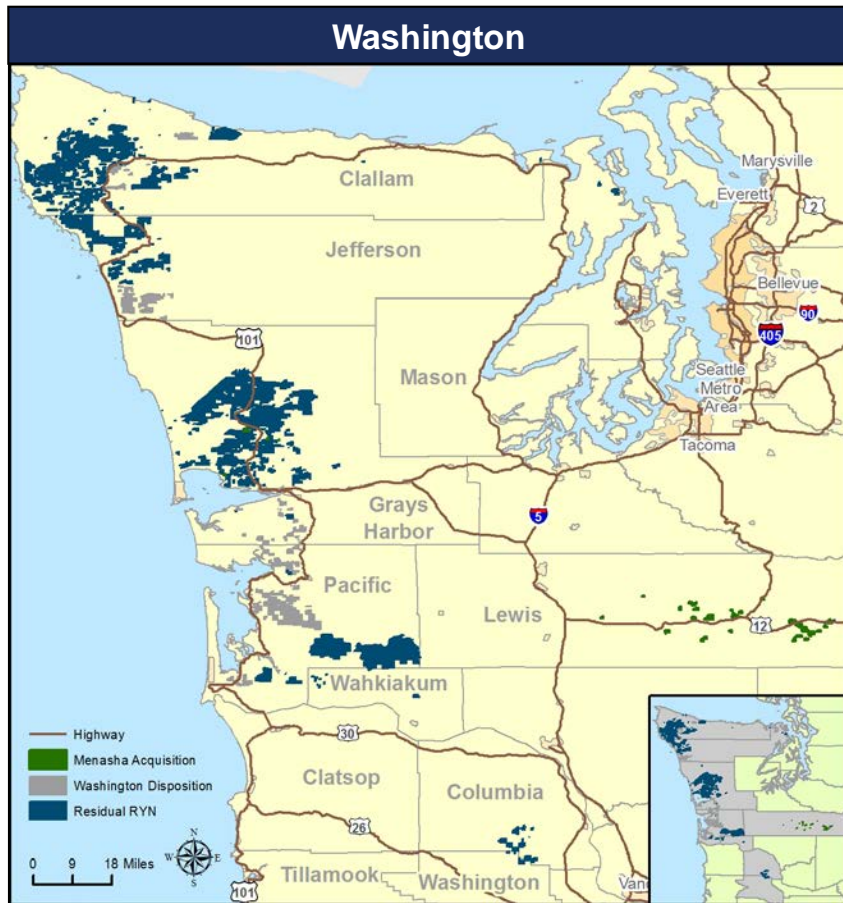 Washington
Marysville
Everett
2
Clallam
Jefferson
Bellevue
90
405
101
Seattle
Metro
Area
Mason
Tacoma
Grays
Harbor
5
Pacific
Lewis
12
Wahkiakum
30
Highway
Menasha Acquisition
Washington Disposition
Residual RYN
Clatsop
Columbia
26
N
W
E
S
0 9 18 Miles
Tillamook
Washington
101
Vanc